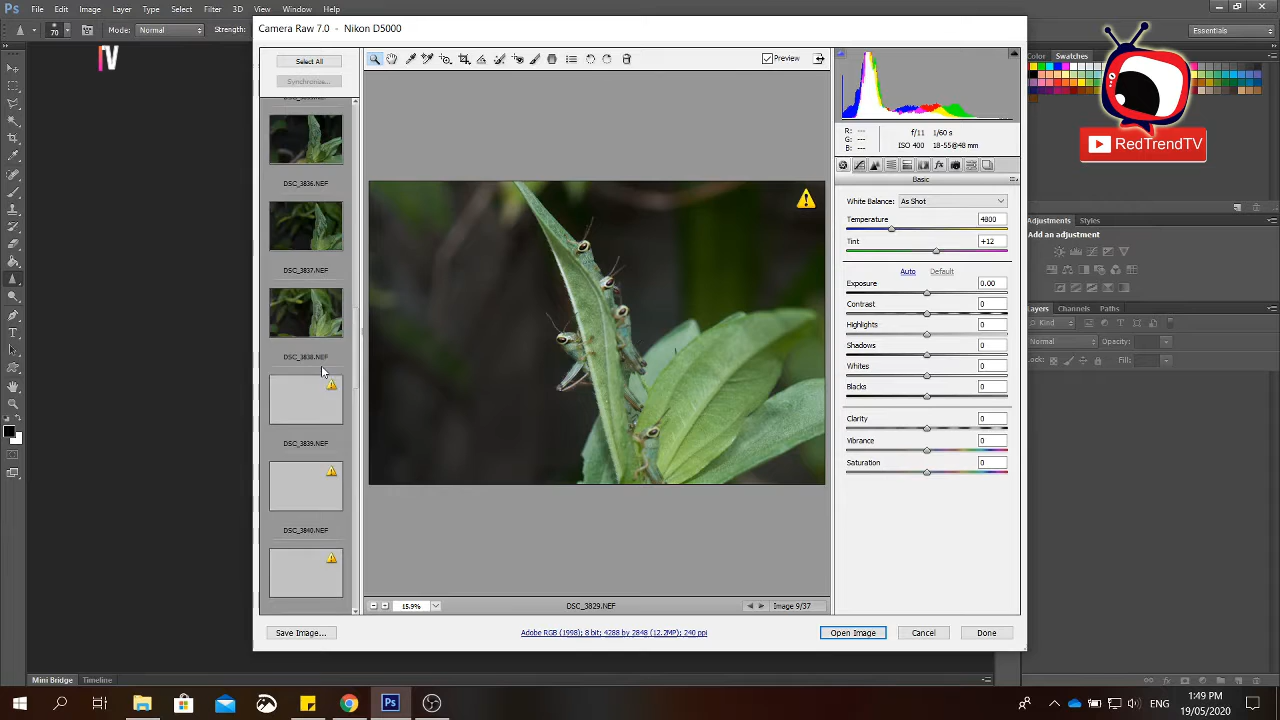 Ps File Edit Image Layer Type Select Filter 3D View Window Help
70 Mode: Normal Strength: Essentials
IV
Camera Raw 7.0 - Nikon D5000
Select All
Synchronize...
Preview
DSC_3836.NEF
DSC_3837.NEF
DSC_3838.NEF
DSC_3839.NEF
DSC_3840.NEF
R: ---
G: ---
B: ---
f/11 1/60 s
ISO 400 18-55@48 mm
Basic
White Balance: As Shot
Temperature 4800
Tint +12
Auto Default
Exposure 0.00
Contrast 0
Highlights 0
Shadows 0
Whites 0
Blacks 0
Clarity 0
Vibrance 0
Saturation 0
15.9% DSC_3829.NEF Image 9/37
Save Image... Adobe RGB (1998); 8 bit; 4288 by 2848 (12.2MP); 240 ppi Open Image Cancel Done
Color Swatches
RedTrendTV
Adjustments Styles
Add an adjustment
Layers Channels Paths
Kind
Normal Opacity:
Lock: Fill:
Mini Bridge Timeline
Ps
1:49 PM
19/05/2020